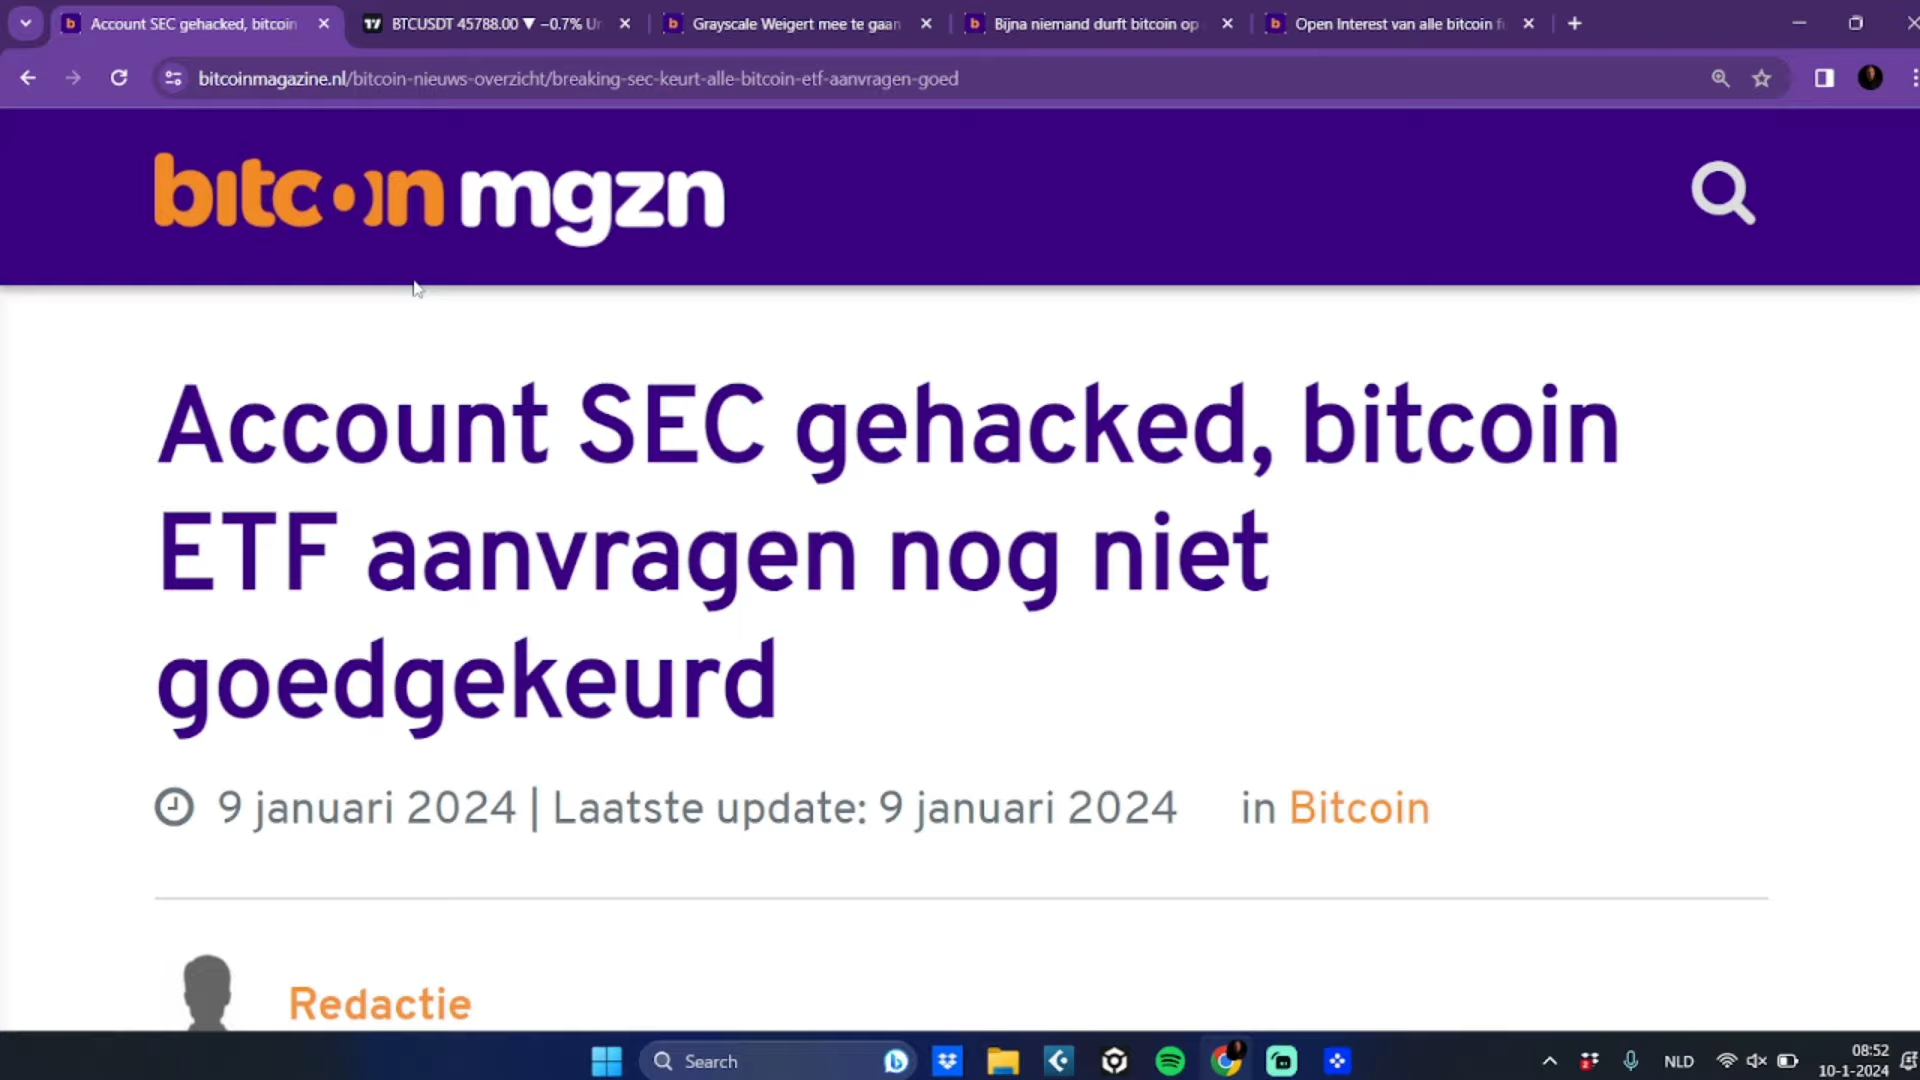 Account SEC gehacked, bitcoin
BTCUSDT 45788.00 ▼ −0.7% Ur
Grayscale Weigert mee te gaan
Bijna niemand durft bitcoin op
Open Interest van alle bitcoin f
bitcoinmagazine.nl/bitcoin-nieuws-overzicht/breaking-sec-keurt-alle-bitcoin-etf-aanvragen-goed
bitcoin mgzn
Account SEC gehacked, bitcoin
ETF aanvragen nog niet
goedgekeurd
9 januari 2024 | Laatste update: 9 januari 2024 in Bitcoin
Redactie
Search
NLD
08:52
10-1-2024